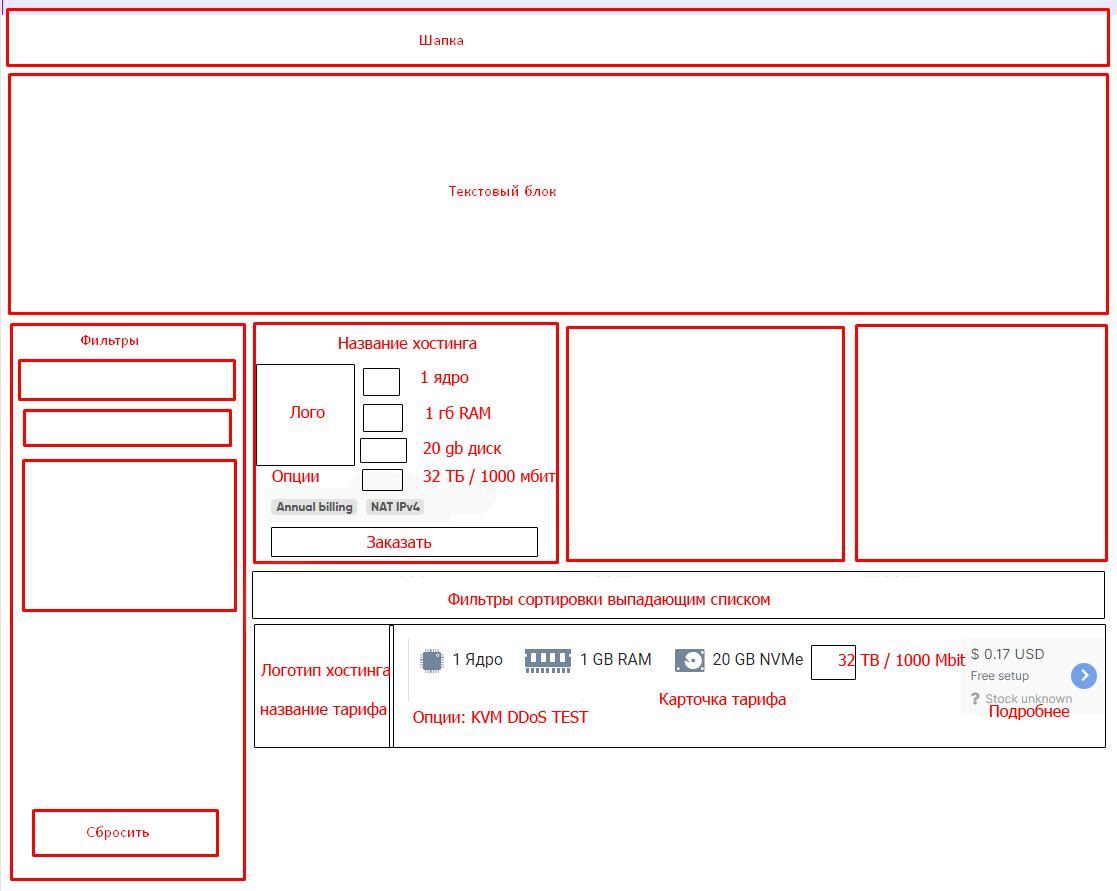 Шапка
Текстовый блок
Фильтры
Сбросить
Название хостинга
Лого
1 ядро
1 гб RAM
20 gb диск
Опции
32 ТБ / 1000 мбит
Annual billing NAT IPv4
Заказать
Фильтры сортировки выпадающим списком
Логотип хостинга
название тарифа
1 Ядро 1 GB RAM 20 GB NVMe 32 ТВ / 1000 Mbit
Карточка тарифа
Опции: KVM DDoS TEST
$ 0.17 USD
Free setup
? Stock unknown
Подробнее